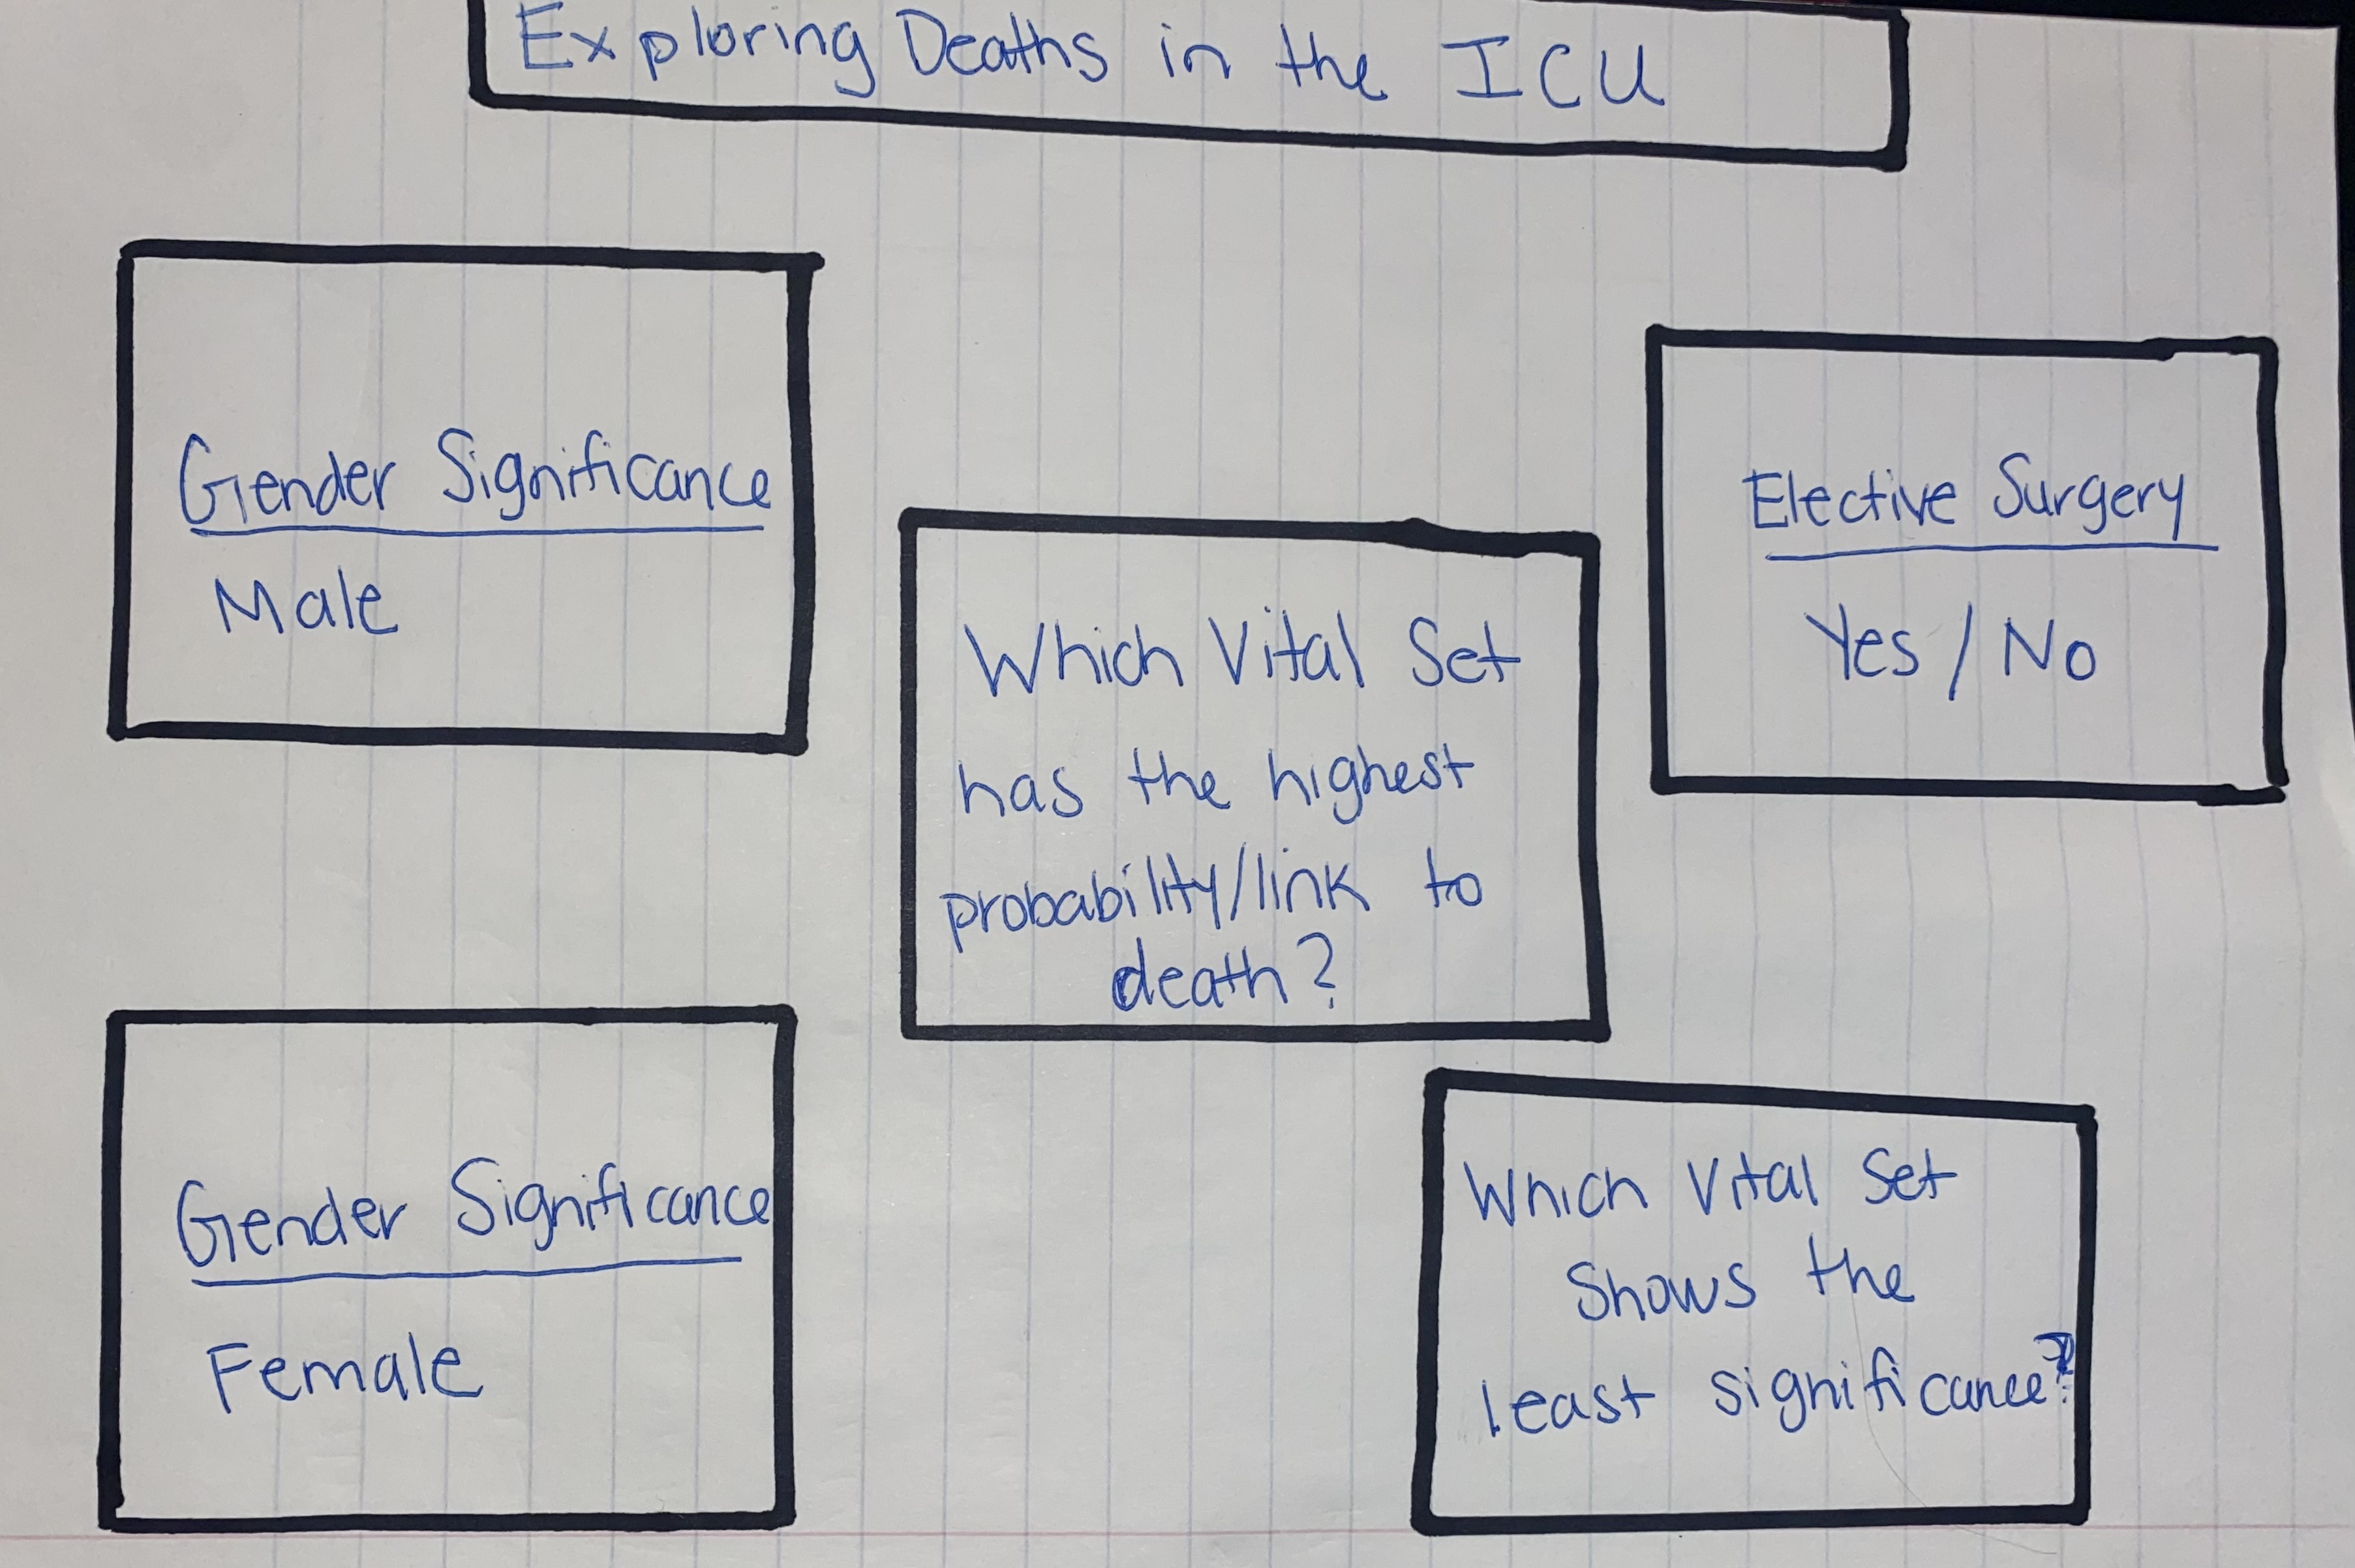 Exploring Deaths in the ICU
Gender Significance
Male
Elective Surgery
Yes / No
Which Vital Set
has the highest
probability/link to
death?
Gender Significance
Female
Which Vital Set
Shows the
least significance?